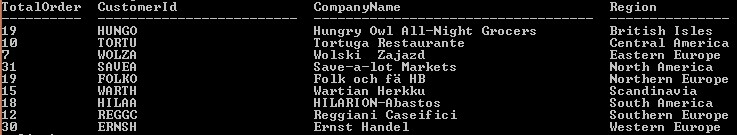 TotalOrder CustomerId CompanyName Region
19 HUNGO Hungry Owl All-Night Grocers British Isles
10 TORTU Tortuga Restaurante Central America
7 WOLZA Wolski  Zajazd Eastern Europe
31 SAVEA Save-a-lot Markets North America
19 FOLKO Folk och fä HB Northern Europe
15 WARTH Wartian Herkku Scandinavia
18 HILAA HILARION-Abastos South America
12 REGGC Reggiani Caseifici Southern Europe
30 ERNSH Ernst Handel Western Europe